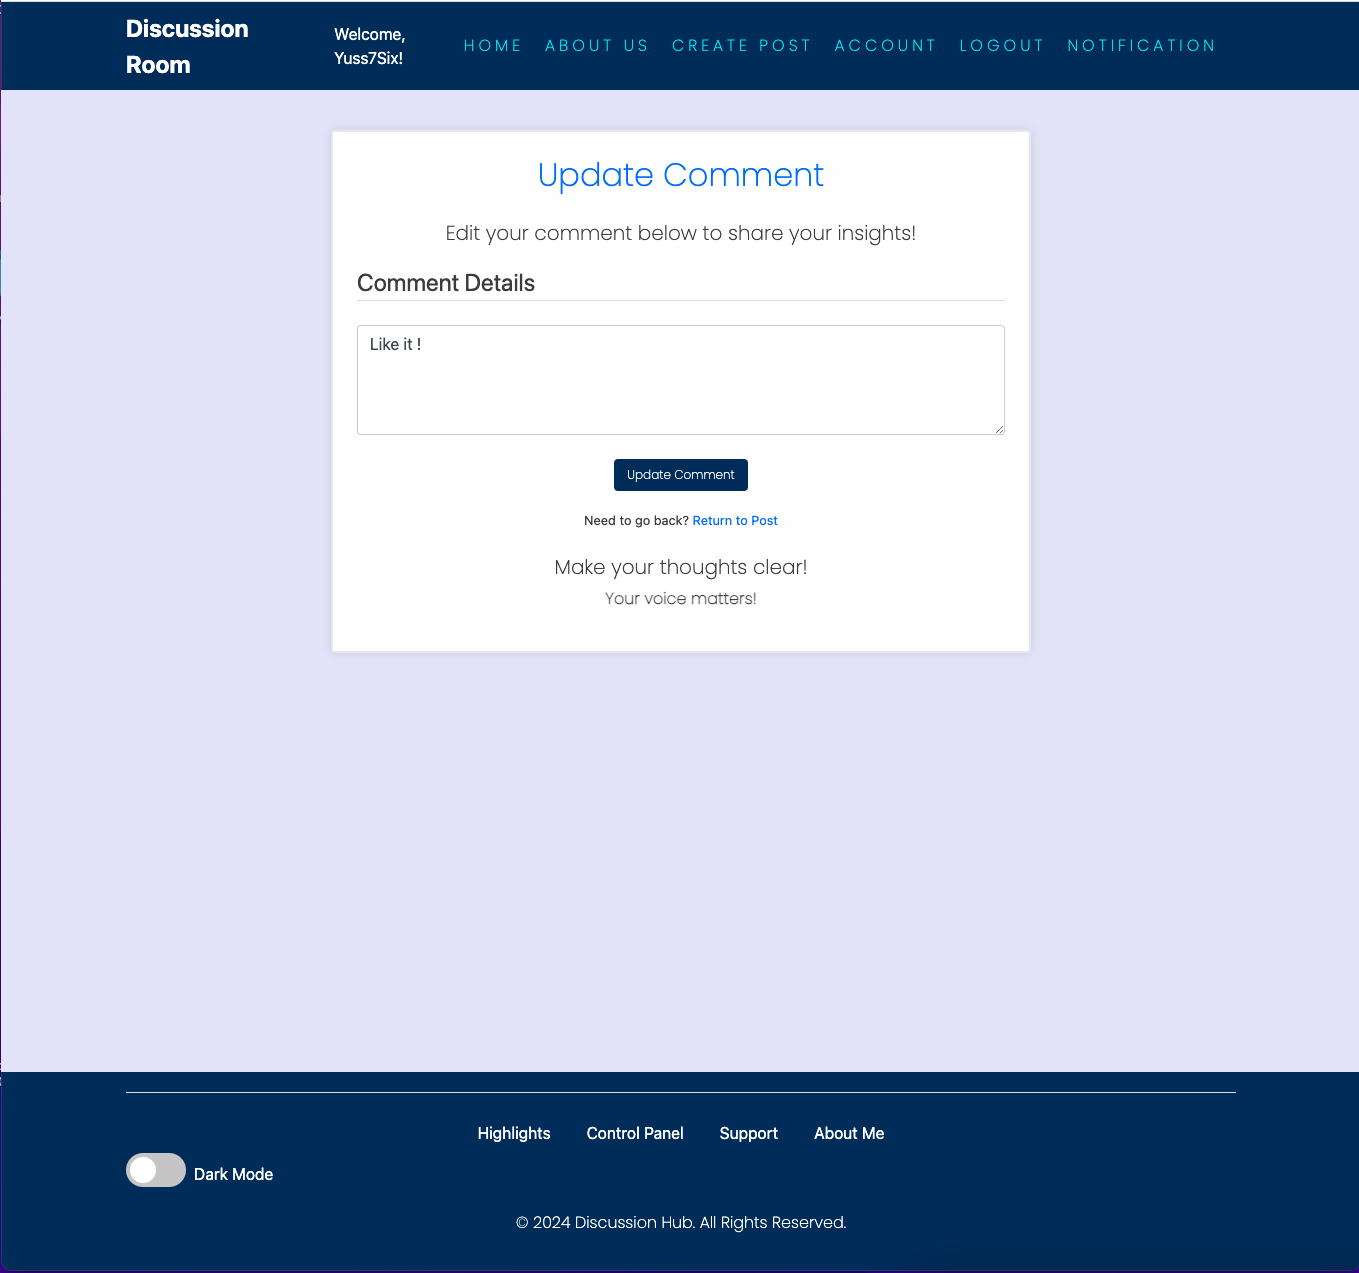 Discussion
Room
Welcome,
Yuss7Six!
HOME ABOUT US CREATE POST ACCOUNT LOGOUT NOTIFICATION
Update Comment
Edit your comment below to share your insights!
Comment Details
Like it !
Update Comment
Need to go back? Return to Post
Make your thoughts clear!
Your voice matters!
Highlights Control Panel Support About Me
Dark Mode
© 2024 Discussion Hub. All Rights Reserved.